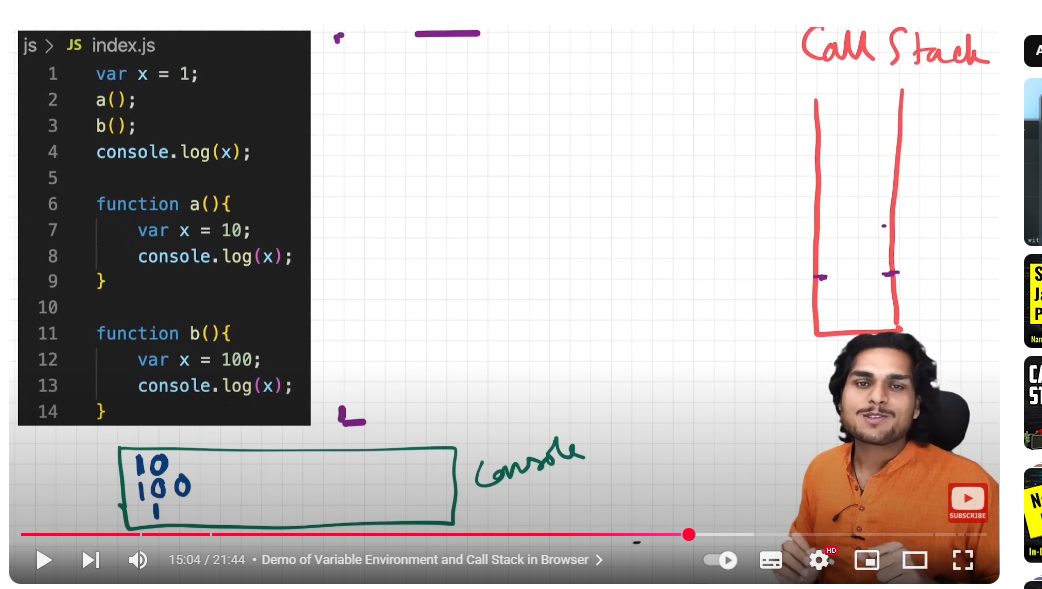 Call Stack
js > JS index.js
1 var x = 1;
2 a();
3 b();
4 console.log(x);
5
6 function a(){
7 var x = 10;
8 console.log(x);
9 }
10
11 function b(){
12 var x = 100;
13 console.log(x);
14 }
10
100
1
Console
SUBSCRIBE
15:04 / 21:44 • Demo of Variable Environment and Call Stack in Browser >
HD